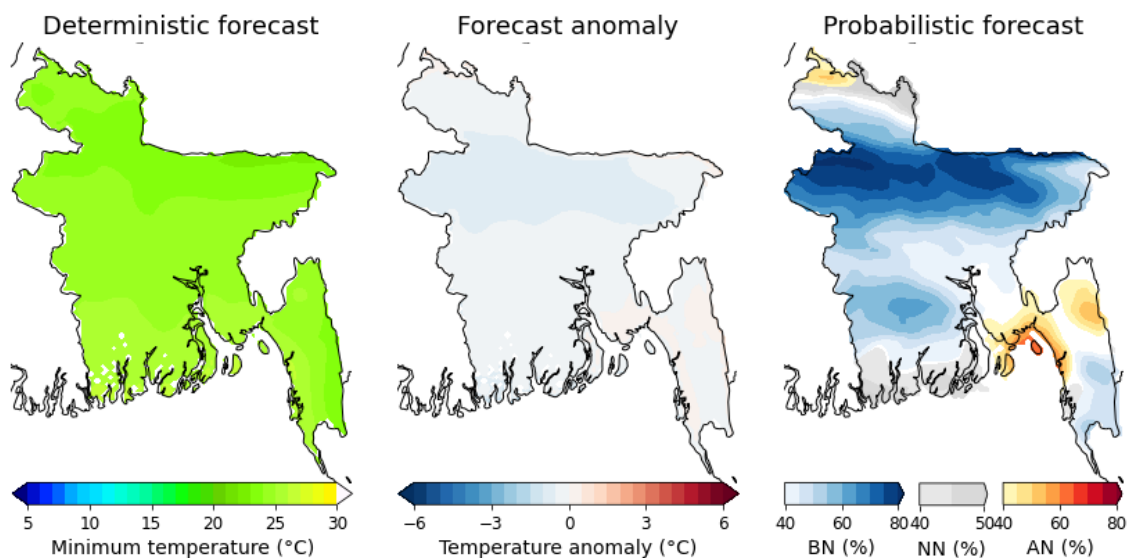 Deterministic forecast
Forecast anomaly
Probabilistic forecast
5 10 15 20 25 30
Minimum temperature (°C)
−6 −3 0 3 6
Temperature anomaly (°C)
40 60 80
BN (%)
40 50
NN (%)
40 60 80
AN (%)